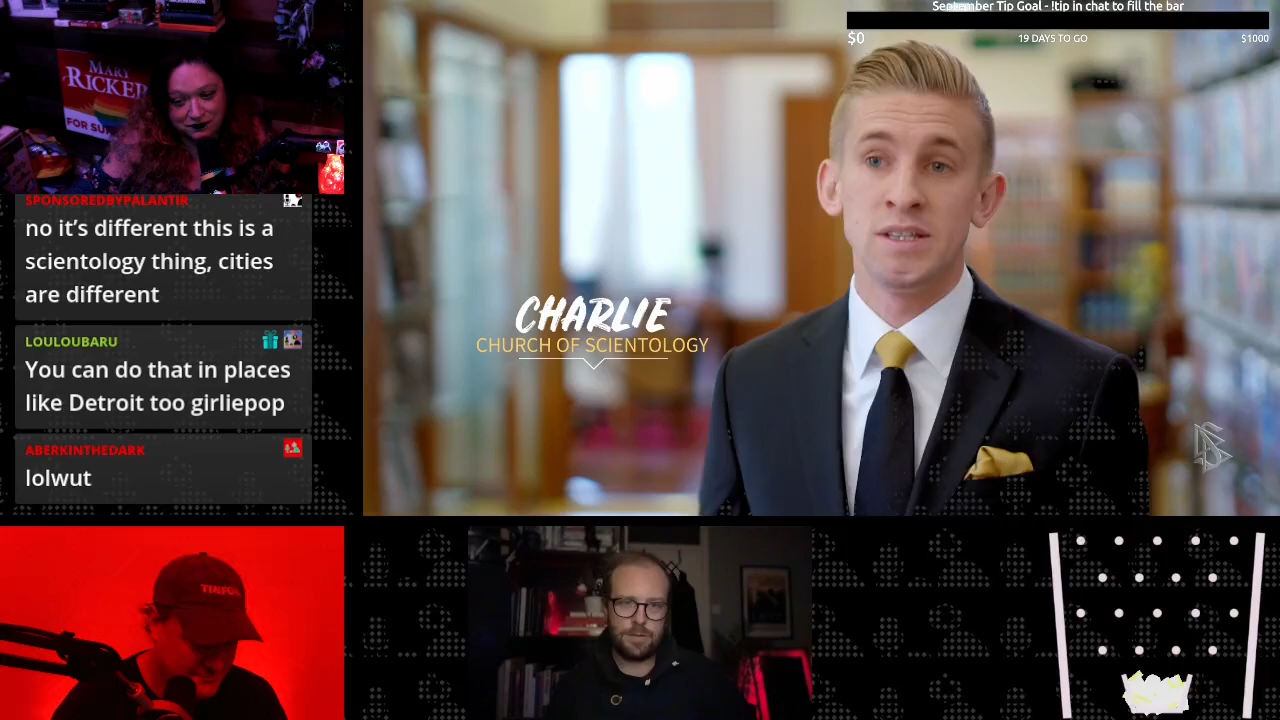 September Tip Goal - !tip in chat to fill the bar
$0
19 DAYS TO GO
$1000
MARY
RICKER
FOR
SPONSOREDBYPALANTIR
no it's different this is a
scientology thing, cities
are different
LOULOUBARU
You can do that in places
like Detroit too girliepop
ABERKINTHEDARK
lolwut
CHARLIE
CHURCH OF SCIENTOLOGY